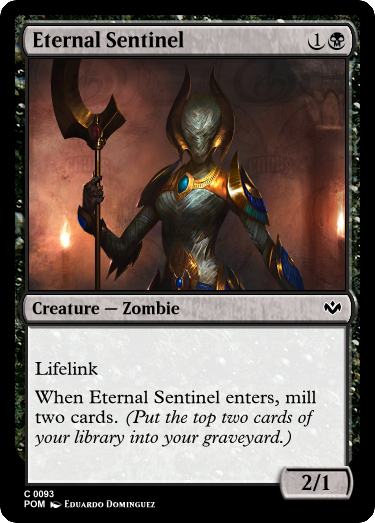 Eternal Sentinel 1
Creature — Zombie
Lifelink
When Eternal Sentinel enters, mill
two cards. (Put the top two cards of
your library into your graveyard.)
2/1
C 0093
POM Eduardo Dominguez